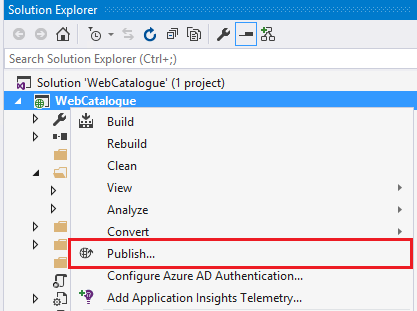 Solution Explorer
Search Solution Explorer (Ctrl+;)
Solution 'WebCatalogue' (1 project)
WebCatalogue
Build
Rebuild
Clean
View
Analyze
Convert
Publish...
Configure Azure AD Authentication...
Add Application Insights Telemetry...